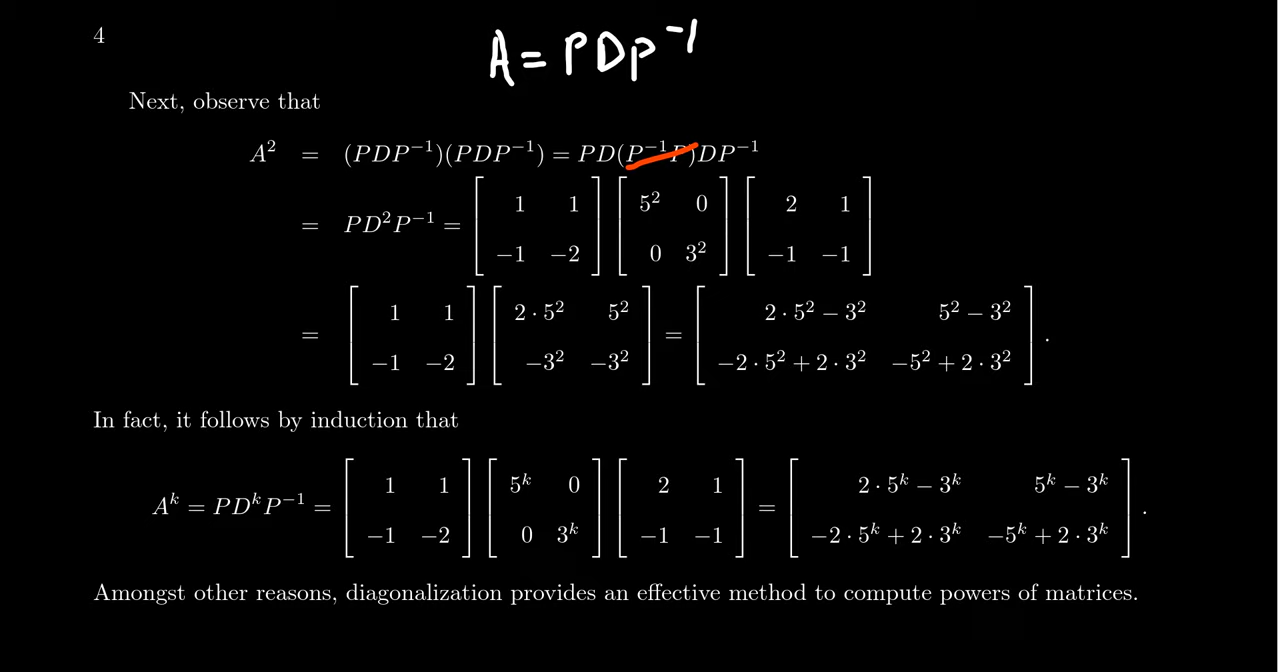 4
A = PDP⁻¹
Next, observe that
A² = (PDP⁻¹)(PDP⁻¹) = PD(P⁻¹P)DP⁻¹
= PD²P⁻¹ = [1 1; −1 −2] [5² 0; 0 3²] [2 1; −1 −1]
= [1 1; −1 −2] [2 · 5² 5²; −3² −3²] = [2 · 5² − 3² 5² − 3²; −2 · 5² + 2 · 3² −5² + 2 · 3²].
In fact, it follows by induction that
Aᵏ = PDᵏP⁻¹ = [1 1; −1 −2] [5ᵏ 0; 0 3ᵏ] [2 1; −1 −1] = [2 · 5ᵏ − 3ᵏ 5ᵏ − 3ᵏ; −2 · 5ᵏ + 2 · 3ᵏ −5ᵏ + 2 · 3ᵏ].
Amongst other reasons, diagonalization provides an effective method to compute powers of matrices.